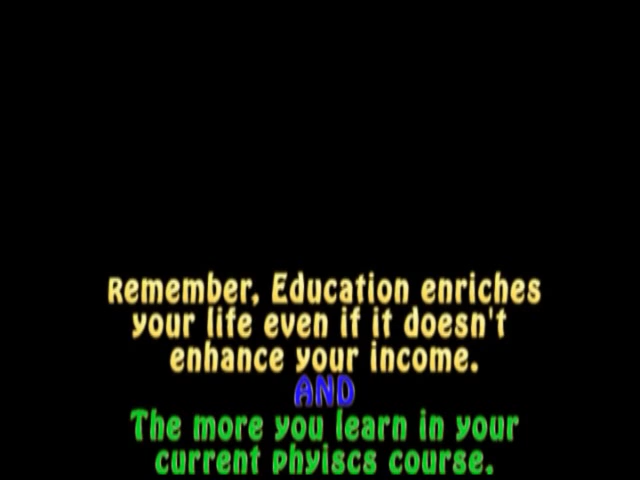 Remember, Education enriches
your life even if it doesn't
enhance your income.
AND
The more you learn in your
current phyiscs course.